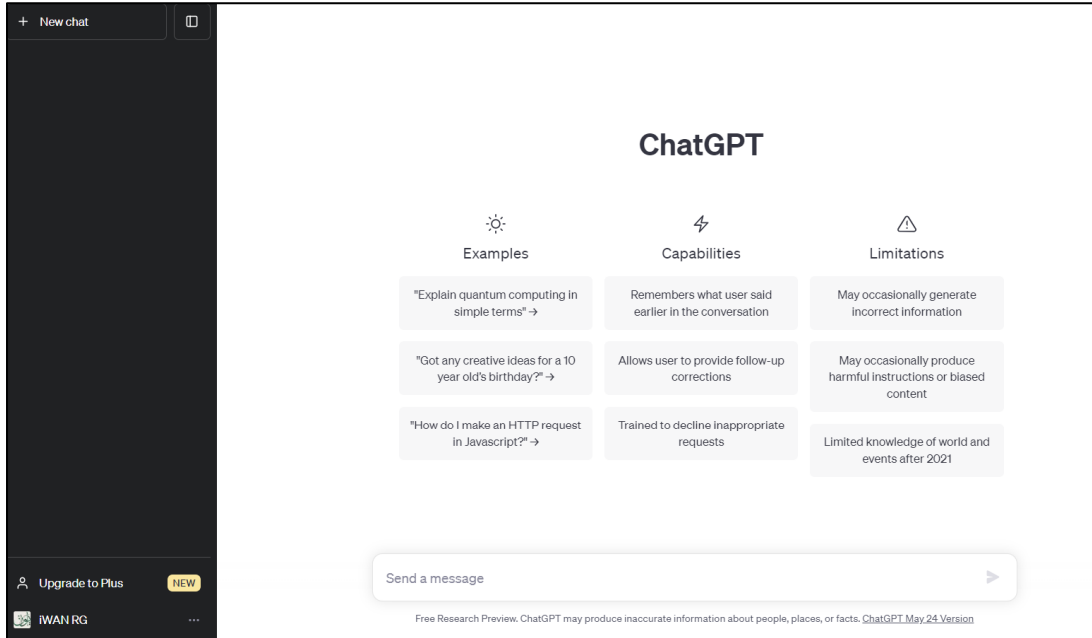 + New chat
ChatGPT
Examples
"Explain quantum computing in
simple terms" →
"Got any creative ideas for a 10
year old's birthday?" →
"How do I make an HTTP request
in Javascript?" →
Capabilities
Remembers what user said
earlier in the conversation
Allows user to provide follow-up
corrections
Trained to decline inappropriate
requests
Limitations
May occasionally generate
incorrect information
May occasionally produce
harmful instructions or biased
content
Limited knowledge of world and
events after 2021
Upgrade to Plus NEW
iWAN RG
Send a message
Free Research Preview. ChatGPT may produce inaccurate information about people, places, or facts. ChatGPT May 24 Version